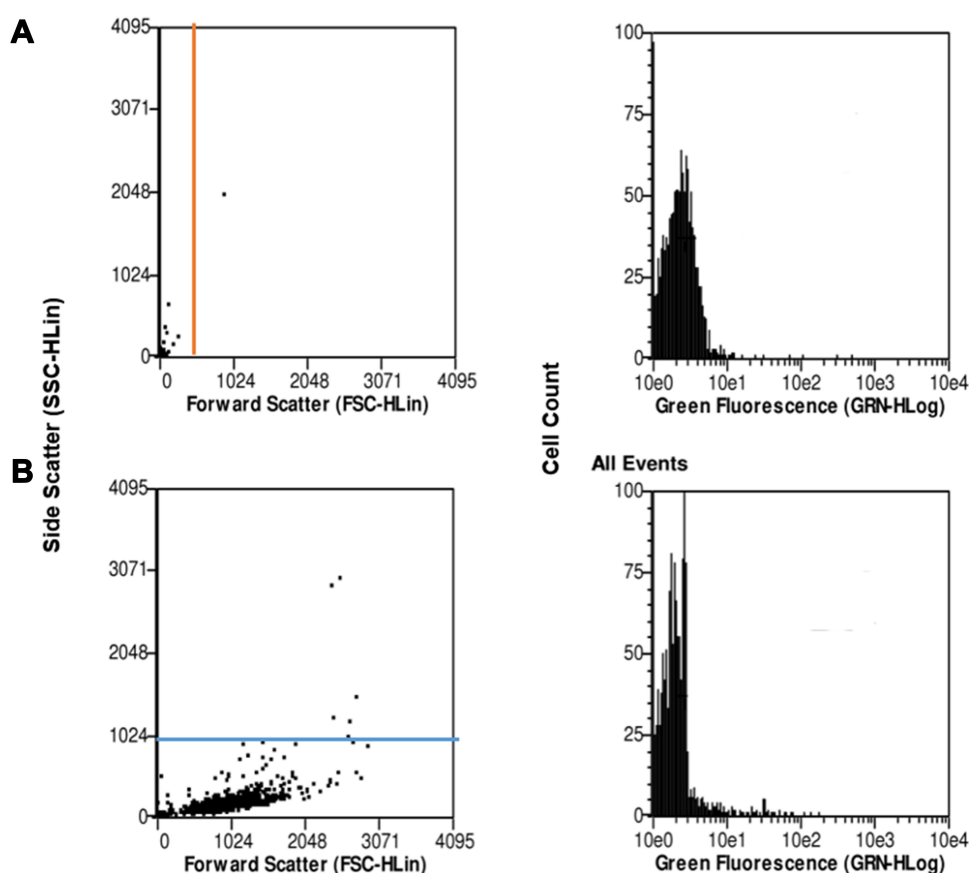 A
Side Scatter (SSC-HLin)
4095
3071
2048
1024
0
0 1024 2048 3071 4095
Forward Scatter (FSC-HLin)
Cell Count
100
75
50
25
0
10e0 10e1 10e2 10e3 10e4
Green Fluorescence (GRN-HLog)
B
4095
3071
2048
1024
0
0 1024 2048 3071 4095
Forward Scatter (FSC-HLin)
All Events
100
75
50
25
0
10e0 10e1 10e2 10e3 10e4
Green Fluorescence (GRN-HLog)